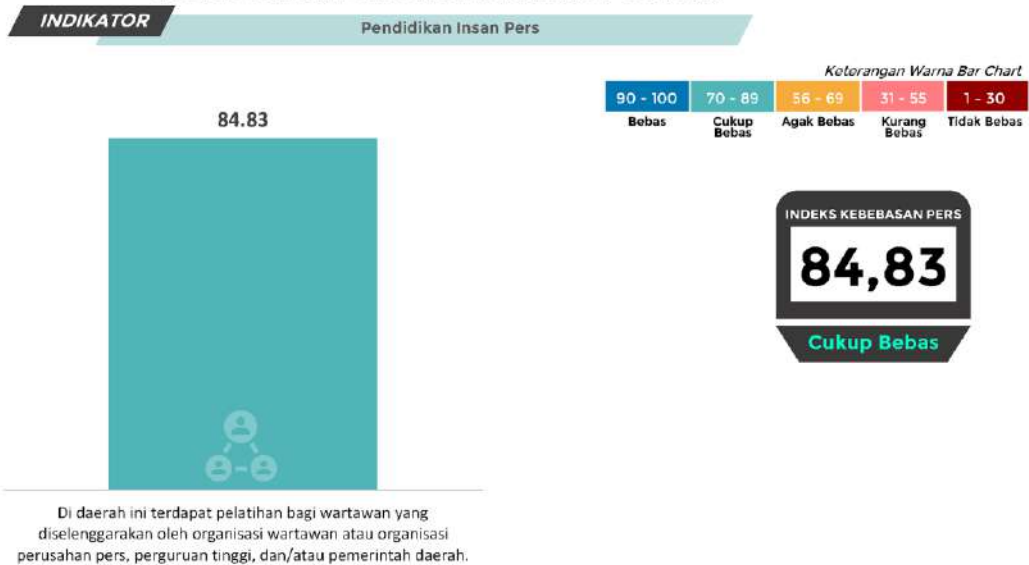 INDIKATOR
Pendidikan Insan Pers
Keterangan Warna Bar Chart
90 - 100
70 - 89
56 - 69
31 - 55
1 - 30
Bebas
Cukup
Bebas
Agak Bebas
Kurang
Bebas
Tidak Bebas
84.83
INDEKS KEBEBASAN PERS
84,83
Cukup Bebas
Di daerah ini terdapat pelatihan bagi wartawan yang
diselenggarakan oleh organisasi wartawan atau organisasi
perusahan pers, perguruan tinggi, dan/atau pemerintah daerah.